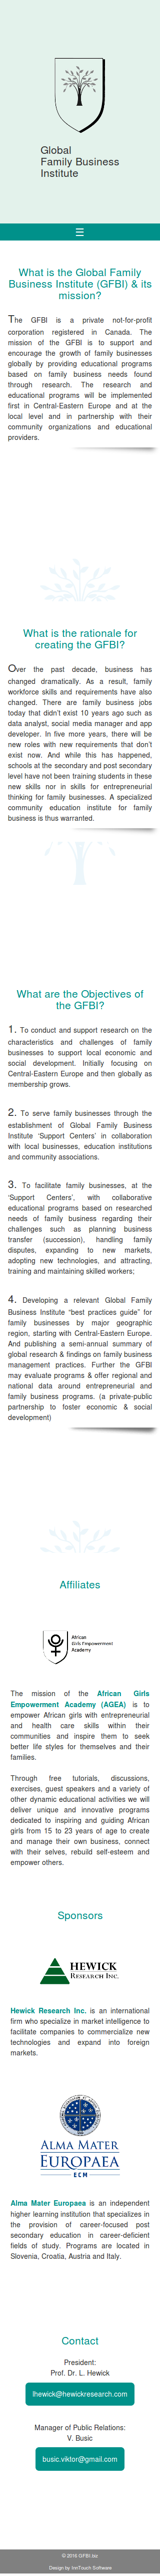 Global
Family Business
Institute
☰
What is the Global Family
Business Institute (GFBI) & its
mission?
The GFBI is a private not-for-profit
corporation registered in Canada. The
mission of the GFBI is to support and
encourage the growth of family businesses
globally by providing educational programs
based on family business needs found
through research. The research and
educational programs will be implemented
first in Central-Eastern Europe and at the
local level and in partnership with their
community organizations and educational
providers.
What is the rationale for
creating the GFBI?
Over the past decade, business has
changed dramatically. As a result, family
workforce skills and requirements have also
changed. There are family business jobs
today that didn't exist 10 years ago such as
data analyst, social media manager and app
developer. In five more years, there will be
new roles with new requirements that don't
exist now. And while this has happened,
schools at the secondary and post secondary
level have not been training students in these
new skills nor in skills for entrepreneurial
thinking for family businesses. A specialized
community education institute for family
business is thus warranted.
What are the Objectives of
the GFBI?
1. To conduct and support research on the
characteristics and challenges of family
businesses to support local economic and
social development. Initially focusing on
Central-Eastern Europe and then globally as
membership grows.
2. To serve family businesses through the
establishment of Global Family Business
Institute 'Support Centers' in collaboration
with local businesses, education institutions
and community associations.
3. To facilitate family businesses, at the
'Support Centers', with collaborative
educational programs based on researched
needs of family business regarding their
challenges such as planning business
transfer (succession), handling family
disputes, expanding to new markets,
adopting new technologies, and attracting,
training and maintaining skilled workers;
4. Developing a relevant Global Family
Business Institute "best practices guide" for
family businesses by major geographic
region, starting with Central-Eastern Europe.
And publishing a semi-annual summary of
global research & findings on family business
management practices. Further the GFBI
may evaluate programs & offer regional and
national data around entrepreneurial and
family business programs. (a private-public
partnership to foster economic & social
development)
Affiliates
African
Girls Empowerment
Academy
The mission of the African Girls
Empowerment Academy (AGEA) is to
empower African girls with entrepreneurial
and health care skills within their
communities and inspire them to seek
better life styles for themselves and their
families.
Through free tutorials, discussions,
exercises, guest speakers and a variety of
other dynamic educational activities we will
deliver unique and innovative programs
dedicated to inspiring and guiding African
girls from 15 to 23 years of age to create
and manage their own business, connect
with their selves, rebuild self-esteem and
empower others.
Sponsors
HEWICK
RESEARCH INC.
Hewick Research Inc. is an international
firm who specialize in market intelligence to
facilitate companies to commercialize new
technologies and expand into foreign
markets.
ALMA MATER
EUROPAEA
ECM
Alma Mater Europaea is an independent
higher learning institution that specializes in
the provision of career-focused post
secondary education in career-deficient
fields of study. Programs are located in
Slovenia, Croatia, Austria and Italy.
Contact
President:
Prof. Dr. L. Hewick
lhewick@hewickresearch.com
Manager of Public Relations:
V. Busic
busic.viktor@gmail.com
© 2016 GFBI.biz
Design by InnTouch Software